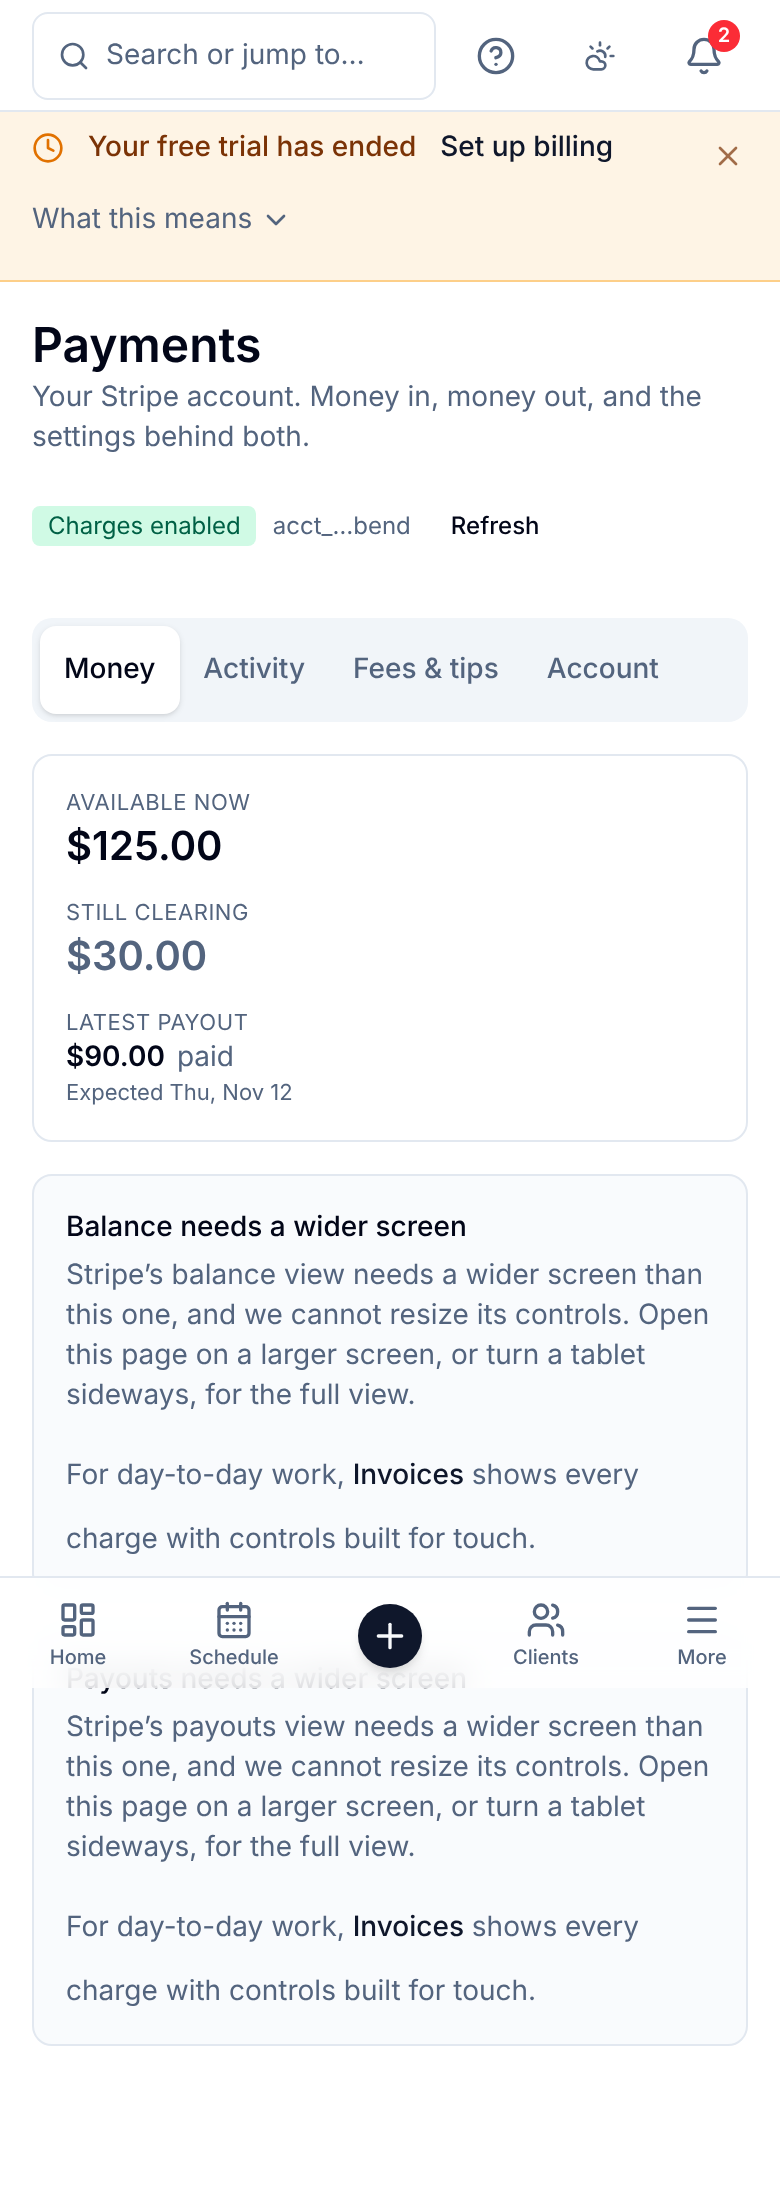 Search or jump to...
2
Your free trial has ended Set up billing
What this means
Payments
Your Stripe account. Money in, money out, and the
settings behind both.
Charges enabled acct_...bend Refresh
Money Activity Fees & tips Account
AVAILABLE NOW
$125.00
STILL CLEARING
$30.00
LATEST PAYOUT
$90.00 paid
Expected Thu, Nov 12
Balance needs a wider screen
Stripe’s balance view needs a wider screen than
this one, and we cannot resize its controls. Open
this page on a larger screen, or turn a tablet
sideways, for the full view.
For day-to-day work, Invoices shows every
charge with controls built for touch.
Home Schedule Clients More
Payouts needs a wider screen
Stripe’s payouts view needs a wider screen than
this one, and we cannot resize its controls. Open
this page on a larger screen, or turn a tablet
sideways, for the full view.
For day-to-day work, Invoices shows every
charge with controls built for touch.